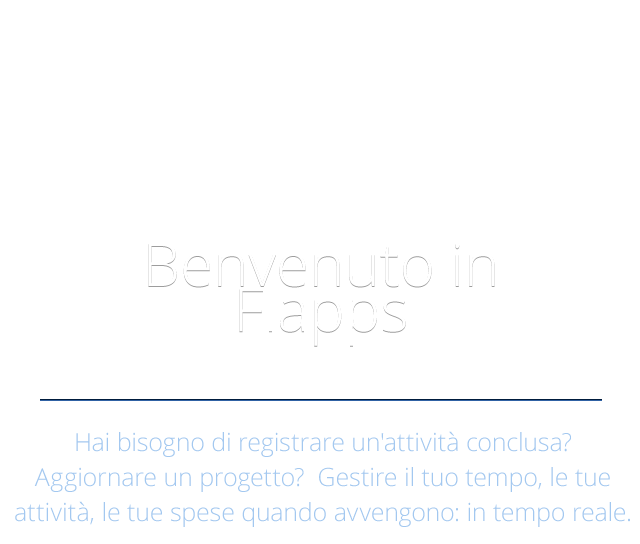 Benvenuto in
F.apps
Hai bisogno di registrare un'attività conclusa?
Aggiornare un progetto? Gestire il tuo tempo, le tue
attività, le tue spese quando avvengono: in tempo reale.